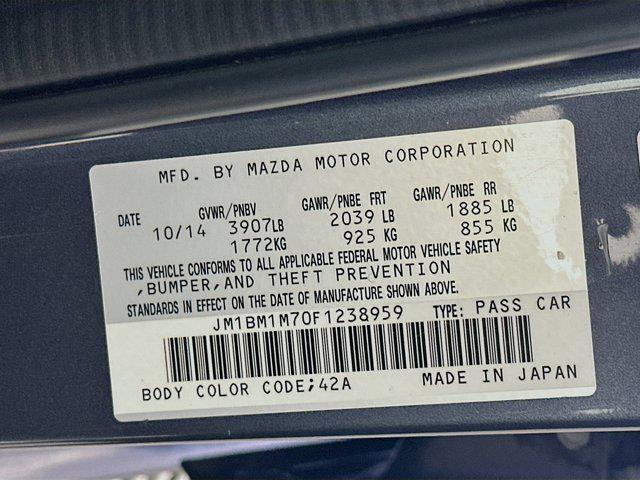 MFD. BY MAZDA MOTOR CORPORATION
DATE GVWR/PNBV GAWR/PNBE FRT GAWR/PNBE RR
10/14 3907LB 2039 LB 1885 LB
1772KG 925 KG 855 KG
THIS VEHICLE CONFORMS TO ALL APPLICABLE FEDERAL MOTOR VEHICLE SAFETY
,BUMPER,AND THEFT PREVENTION
STANDARDS IN EFFECT ON THE DATE OF MANUFACTURE SHOWN ABOVE.
JM1BM1M70F1238959 TYPE: PASS CAR
BODY COLOR CODE;42A MADE IN JAPAN